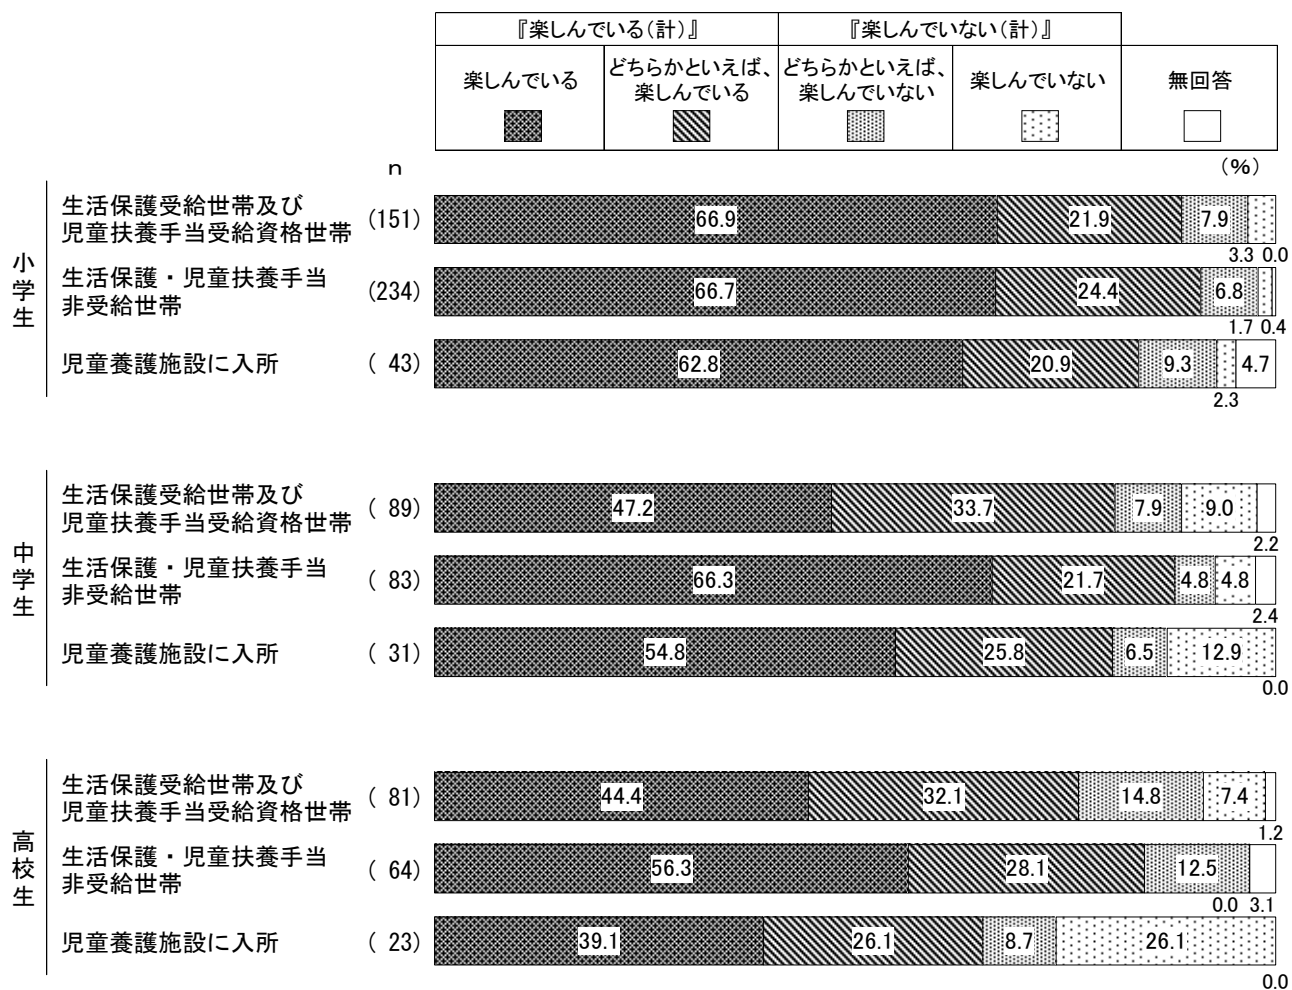 『楽しんでいる(計)』 『楽しんでいない(計)』
楽しんでいる どちらかといえば、 どちらかといえば、 楽しんでいない 無回答
楽しんでいる 楽しんでいない
n (%)
小学生
生活保護受給世帯及び
児童扶養手当受給資格世帯 (151) 66.9 21.9 7.9
3.3 0.0
生活保護・児童扶養手当
非受給世帯 (234) 66.7 24.4 6.8
1.7 0.4
児童養護施設に入所 ( 43) 62.8 20.9 9.3 4.7
2.3
中学生
生活保護受給世帯及び
児童扶養手当受給資格世帯 ( 89) 47.2 33.7 7.9 9.0
2.2
生活保護・児童扶養手当
非受給世帯 ( 83) 66.3 21.7 4.8 4.8
2.4
児童養護施設に入所 ( 31) 54.8 25.8 6.5 12.9
0.0
高校生
生活保護受給世帯及び
児童扶養手当受給資格世帯 ( 81) 44.4 32.1 14.8 7.4
1.2
生活保護・児童扶養手当
非受給世帯 ( 64) 56.3 28.1 12.5
0.0 3.1
児童養護施設に入所 ( 23) 39.1 26.1 8.7 26.1
0.0